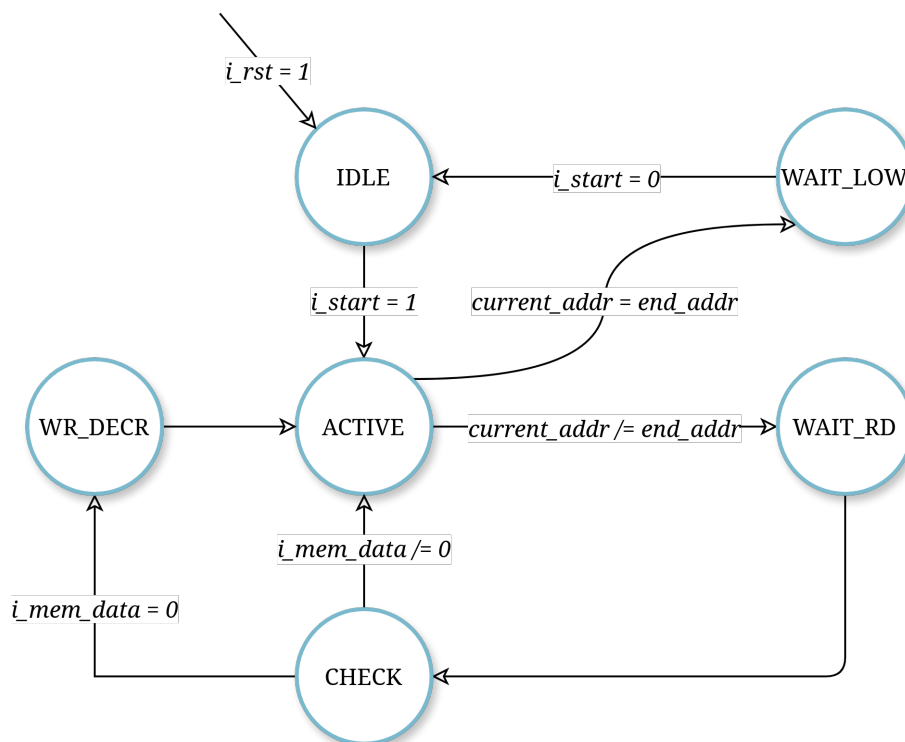 i_rst = 1
IDLE
i_start = 0
WAIT_LOW
i_start = 1
current_addr = end_addr
WR_DECR
ACTIVE
current_addr /= end_addr
WAIT_RD
i_mem_data /= 0
i_mem_data = 0
CHECK